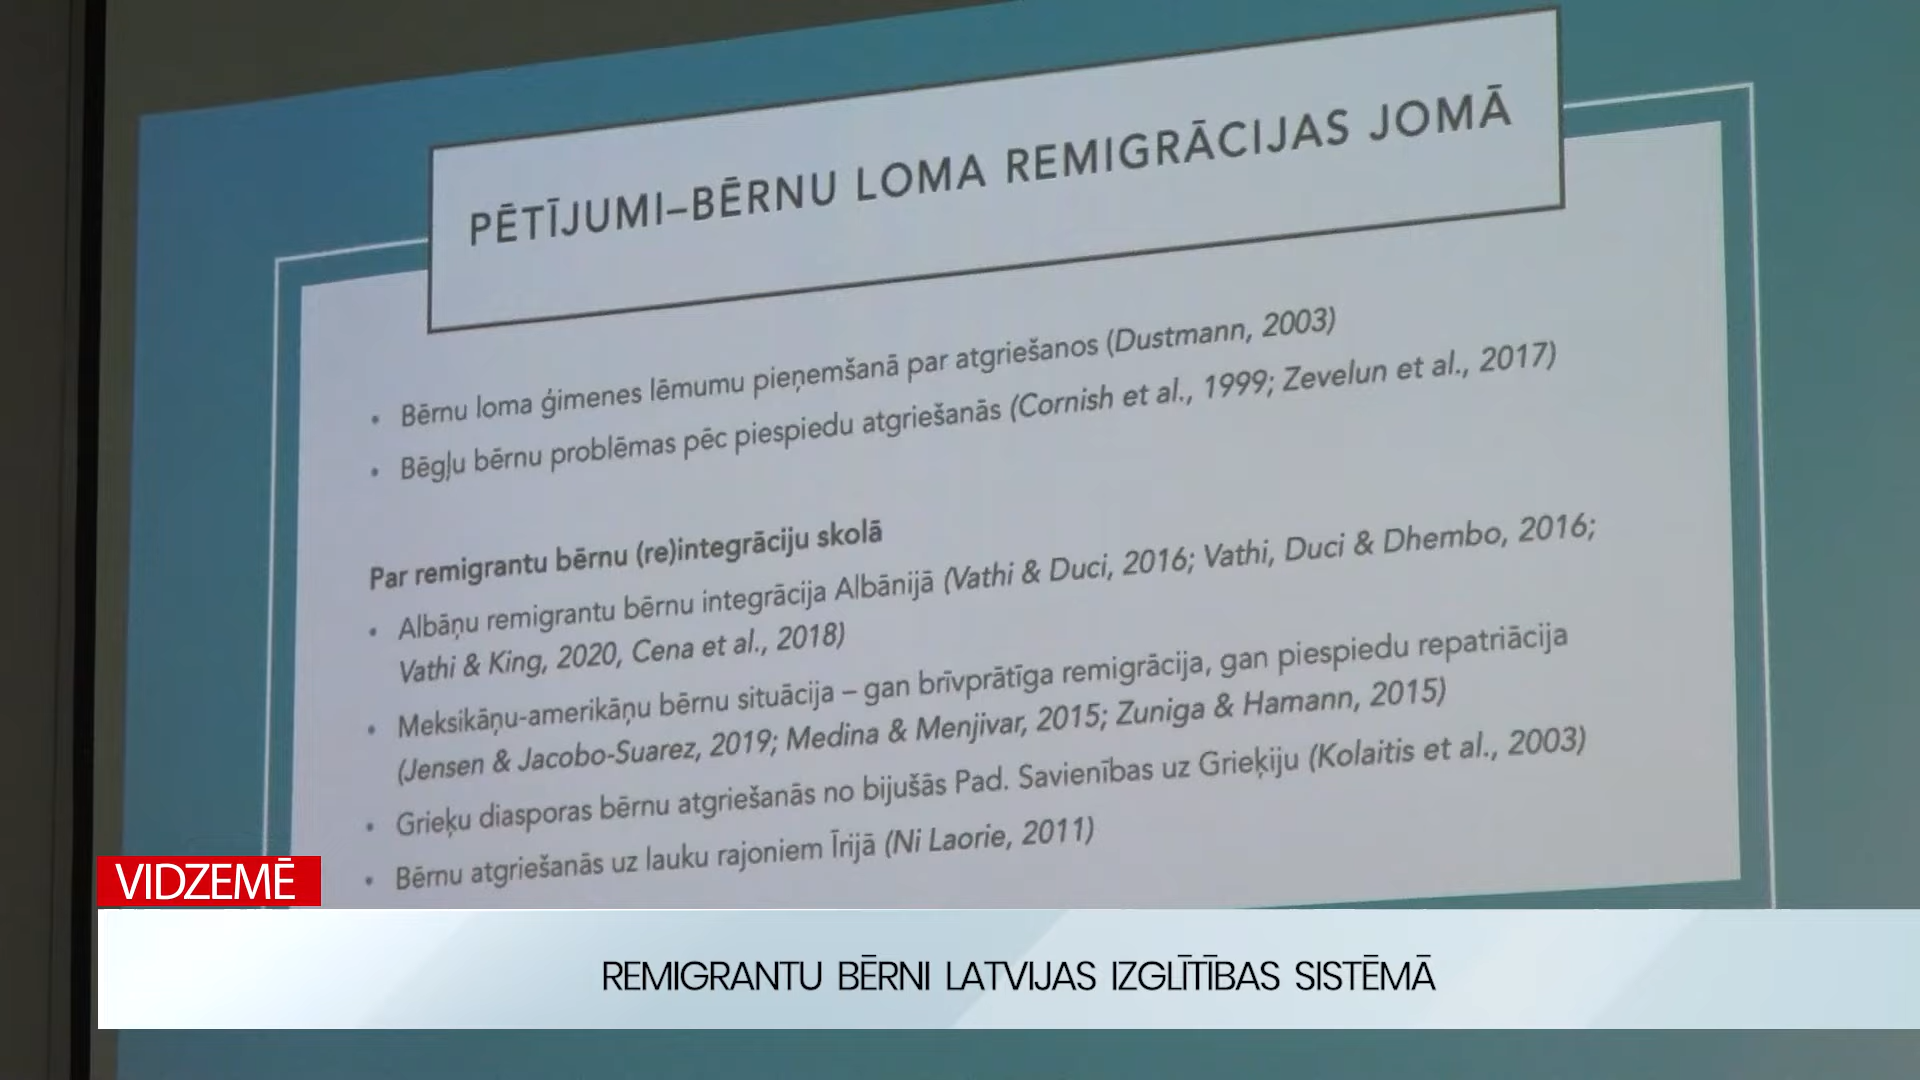 PĒTĪJUMI–BĒRNU LOMA REMIGRĀCIJAS JOMĀ
• Bērnu loma ģimenes lēmumu pieņemšanā par atgriešanos (Dustmann, 2003)
• Bēgļu bērnu problēmas pēc piespiedu atgriešanās (Cornish et al., 1999; Zevelun et al., 2017)
Par remigrantu bērnu (re)integrāciju skolā
• Albāņu remigrantu bērnu integrācija Albānijā (Vathi & Duci, 2016; Vathi, Duci & Dhembo, 2016;
Vathi & King, 2020, Cena et al., 2018)
• Meksikāņu-amerikāņu bērnu situācija – gan brīvprātīga remigrācija, gan piespiedu repatriācija
(Jensen & Jacobo-Suarez, 2019; Medina & Menjivar, 2015; Zuniga & Hamann, 2015)
• Grieķu diasporas bērnu atgriešanās no bijušās Pad. Savienības uz Grieķiju (Kolaitis et al., 2003)
• Bērnu atgriešanās uz lauku rajoniem Īrijā (Ni Laorie, 2011)
VIDZEMĒ
REMIGRANTU BĒRNI LATVIJAS IZGLĪTĪBAS SISTĒMĀ